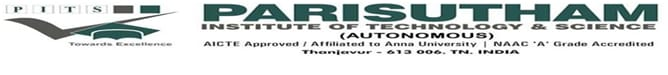 PITS
Towards Excellence
PARISUTHAM
INSTITUTE OF TECHNOLOGY & SCIENCE
(AUTONOMOUS)
AICTE Approved / Affiliated to Anna University | NAAC 'A' Grade Accredited
Thanjavur - 613 006, TN, INDIA